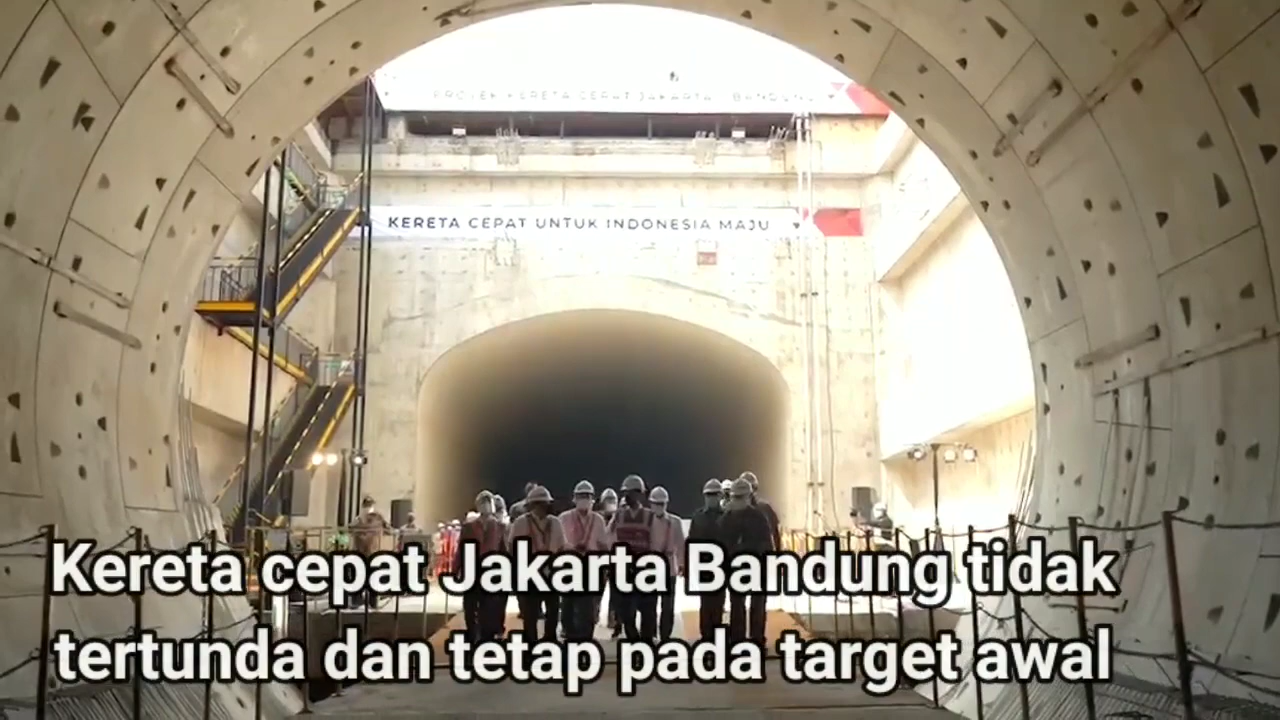 PROYEK KERETA CEPAT JAKARTA - BANDUNG
KERETA CEPAT UNTUK INDONESIA MAJU
Kereta cepat Jakarta Bandung tidak
tertunda dan tetap pada target awal